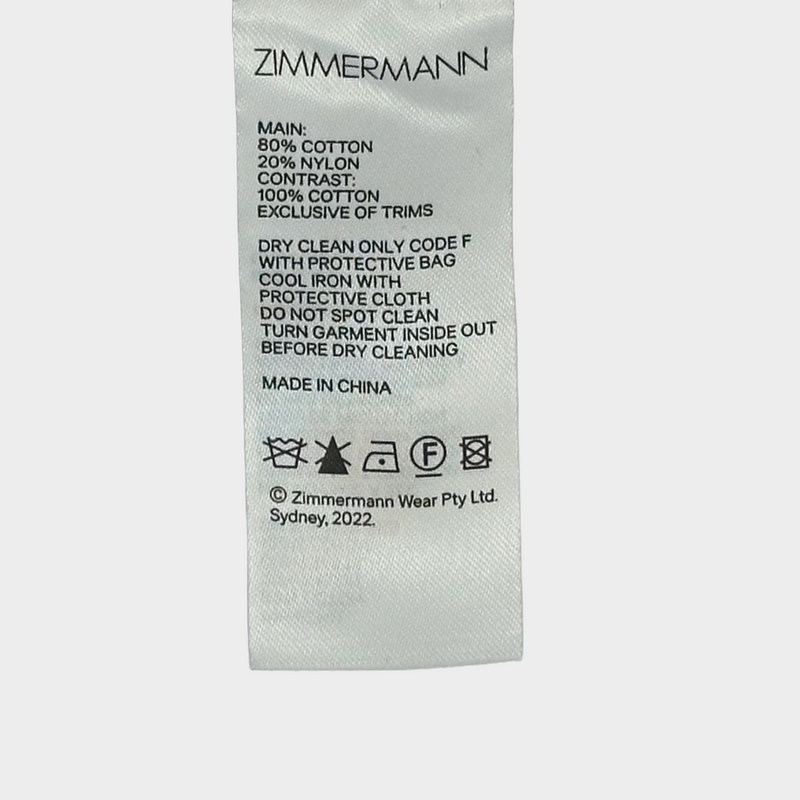 ZIMMERMANN
MAIN:
80% COTTON
20% NYLON
CONTRAST:
100% COTTON
EXCLUSIVE OF TRIMS
DRY CLEAN ONLY CODE F
WITH PROTECTIVE BAG
COOL IRON WITH
PROTECTIVE CLOTH
DO NOT SPOT CLEAN
TURN GARMENT INSIDE OUT
BEFORE DRY CLEANING
MADE IN CHINA
F
© Zimmermann Wear Pty Ltd.
Sydney, 2022.